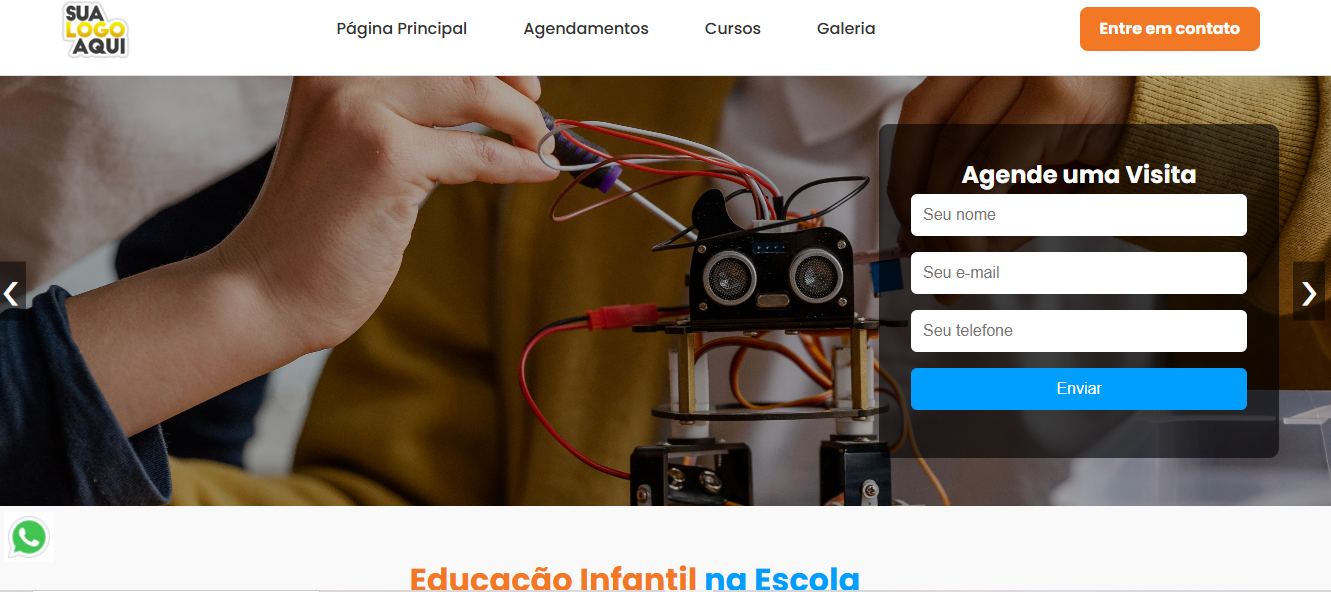 SUA
LOGO
AQUI
Página Principal
Agendamentos
Cursos
Galeria
Entre em contato
Agende uma Visita
Seu nome
Seu e-mail
Seu telefone
Enviar
❮
❯
Educação Infantil na Escola